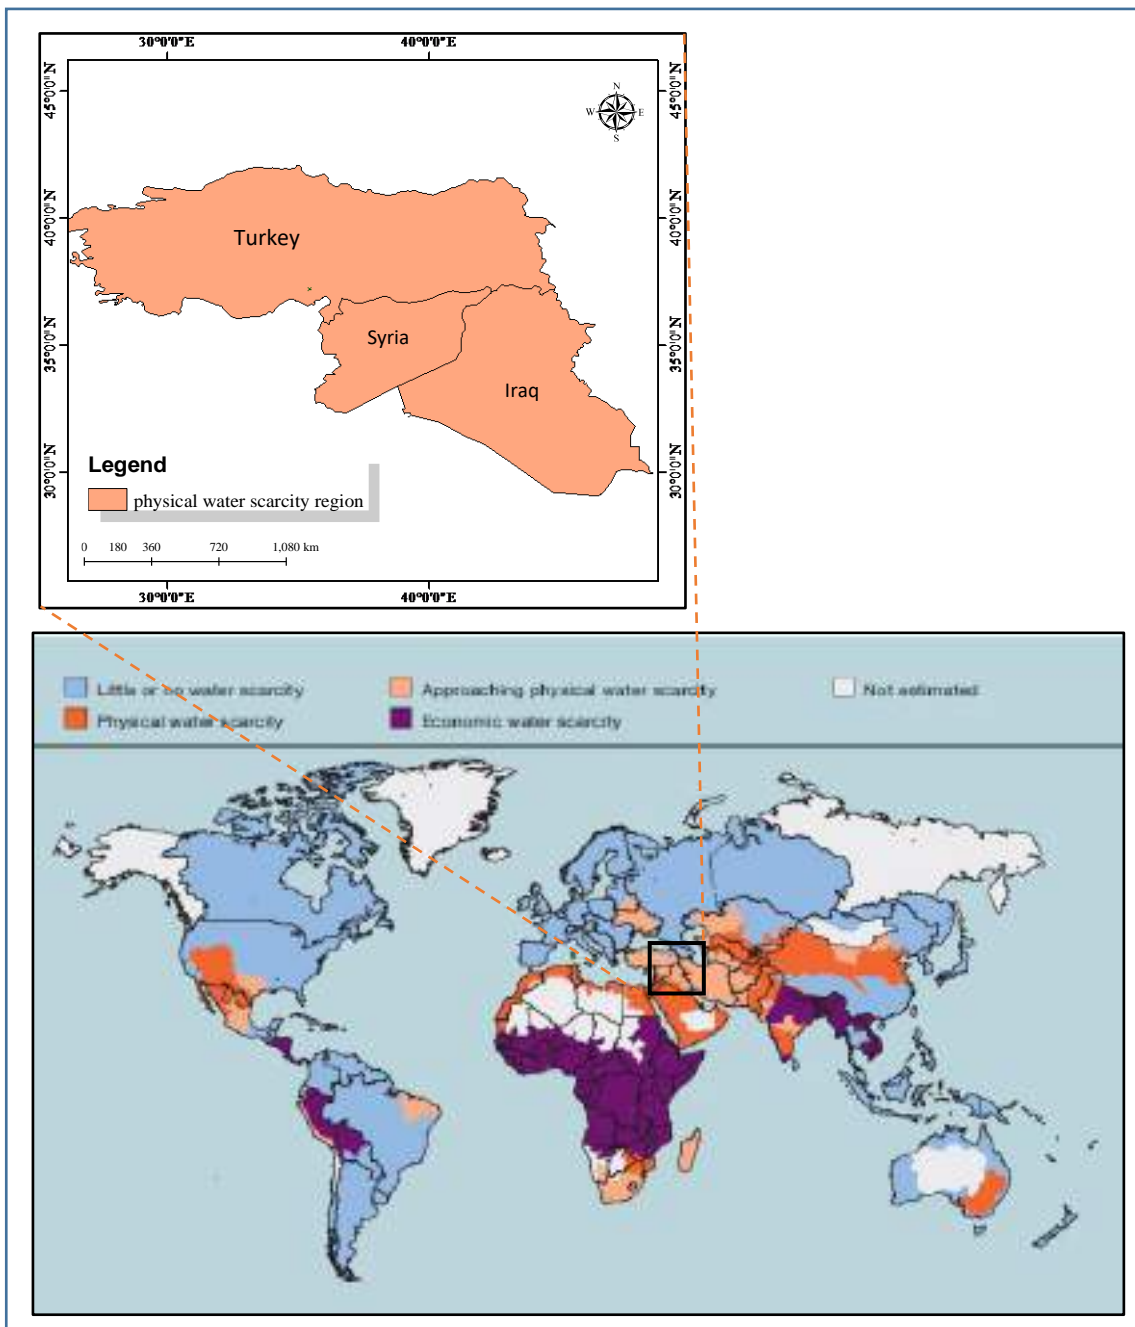 30°0'0"E 40°0'0"E
45°0'0"N 45°0'0"N
N
W E
S
40°0'0"N 40°0'0"N
Turkey
35°0'0"N 35°0'0"N
Syria
Iraq
30°0'0"N 30°0'0"N
Legend
physical water scarcity region
0 180 360 720 1,080 km
30°0'0"E 40°0'0"E
Little or no water scarcity Approaching physical water scarcity Not estimated
Physical water scarcity Economic water scarcity